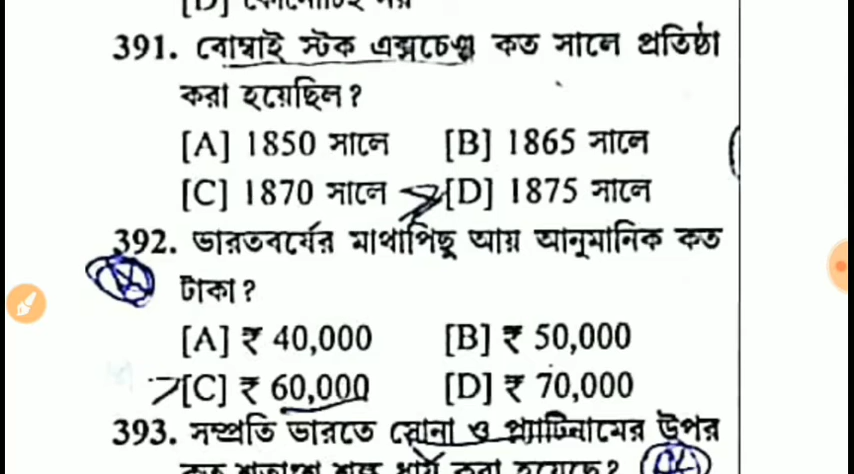 391. বোম্বাই স্টক এক্সচেঞ্জ কত সালে প্রতিষ্ঠা
করা হয়েছিল?
[A] 1850 সালে [B] 1865 সালে
[C] 1870 সালে [D] 1875 সালে
392. ভারতবর্ষের মাথাপিছু আয় আনুমানিক কত
টাকা?
[A] ₹ 40,000 [B] ₹ 50,000
[C] ₹ 60,000 [D] ₹ 70,000
393. সম্প্রতি ভারতে সোনা ও প্ল্যাটিনামের উপর